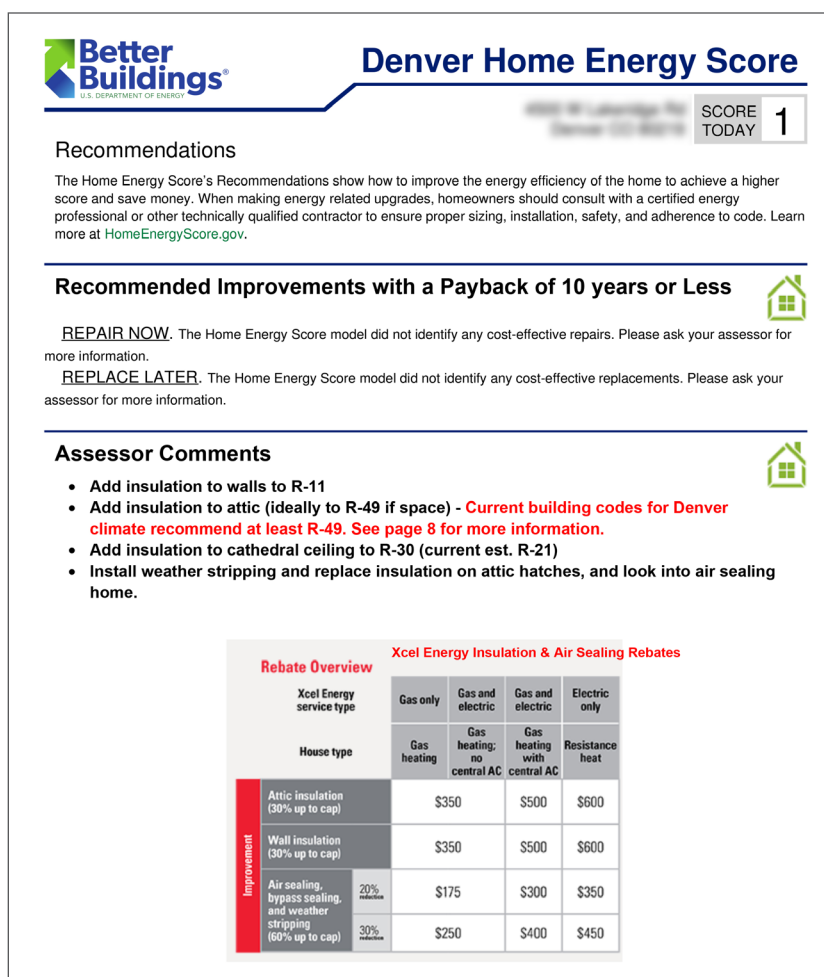 Better
Buildings®
U.S. DEPARTMENT OF ENERGY
Denver Home Energy Score
SCORE
TODAY
1
Recommendations
The Home Energy Score's Recommendations show how to improve the energy efficiency of the home to achieve a higher
score and save money. When making energy related upgrades, homeowners should consult with a certified energy
professional or other technically qualified contractor to ensure proper sizing, installation, safety, and adherence to code. Learn
more at HomeEnergyScore.gov.
Recommended Improvements with a Payback of 10 years or Less
REPAIR NOW. The Home Energy Score model did not identify any cost-effective repairs. Please ask your assessor for
more information.
REPLACE LATER. The Home Energy Score model did not identify any cost-effective replacements. Please ask your
assessor for more information.
Assessor Comments
• Add insulation to walls to R-11
• Add insulation to attic (ideally to R-49 if space) - Current building codes for Denver
climate recommend at least R-49. See page 8 for more information.
• Add insulation to cathedral ceiling to R-30 (current est. R-21)
• Install weather stripping and replace insulation on attic hatches, and look into air sealing
home.
Xcel Energy Insulation & Air Sealing Rebates
Rebate Overview
Xcel Energy
service type
Gas only
Gas and
electric
Gas and
electric
Electric
only
House type
Gas
heating
Gas
heating;
no
central AC
Gas
heating
with
central AC
Resistance
heat
Improvement
Attic insulation
(30% up to cap)
$350
$500
$600
Wall insulation
(30% up to cap)
$350
$500
$600
Air sealing,
bypass sealing,
and weather
stripping
(60% up to cap)
20%
reduction
$175
$300
$350
30%
reduction
$250
$400
$450